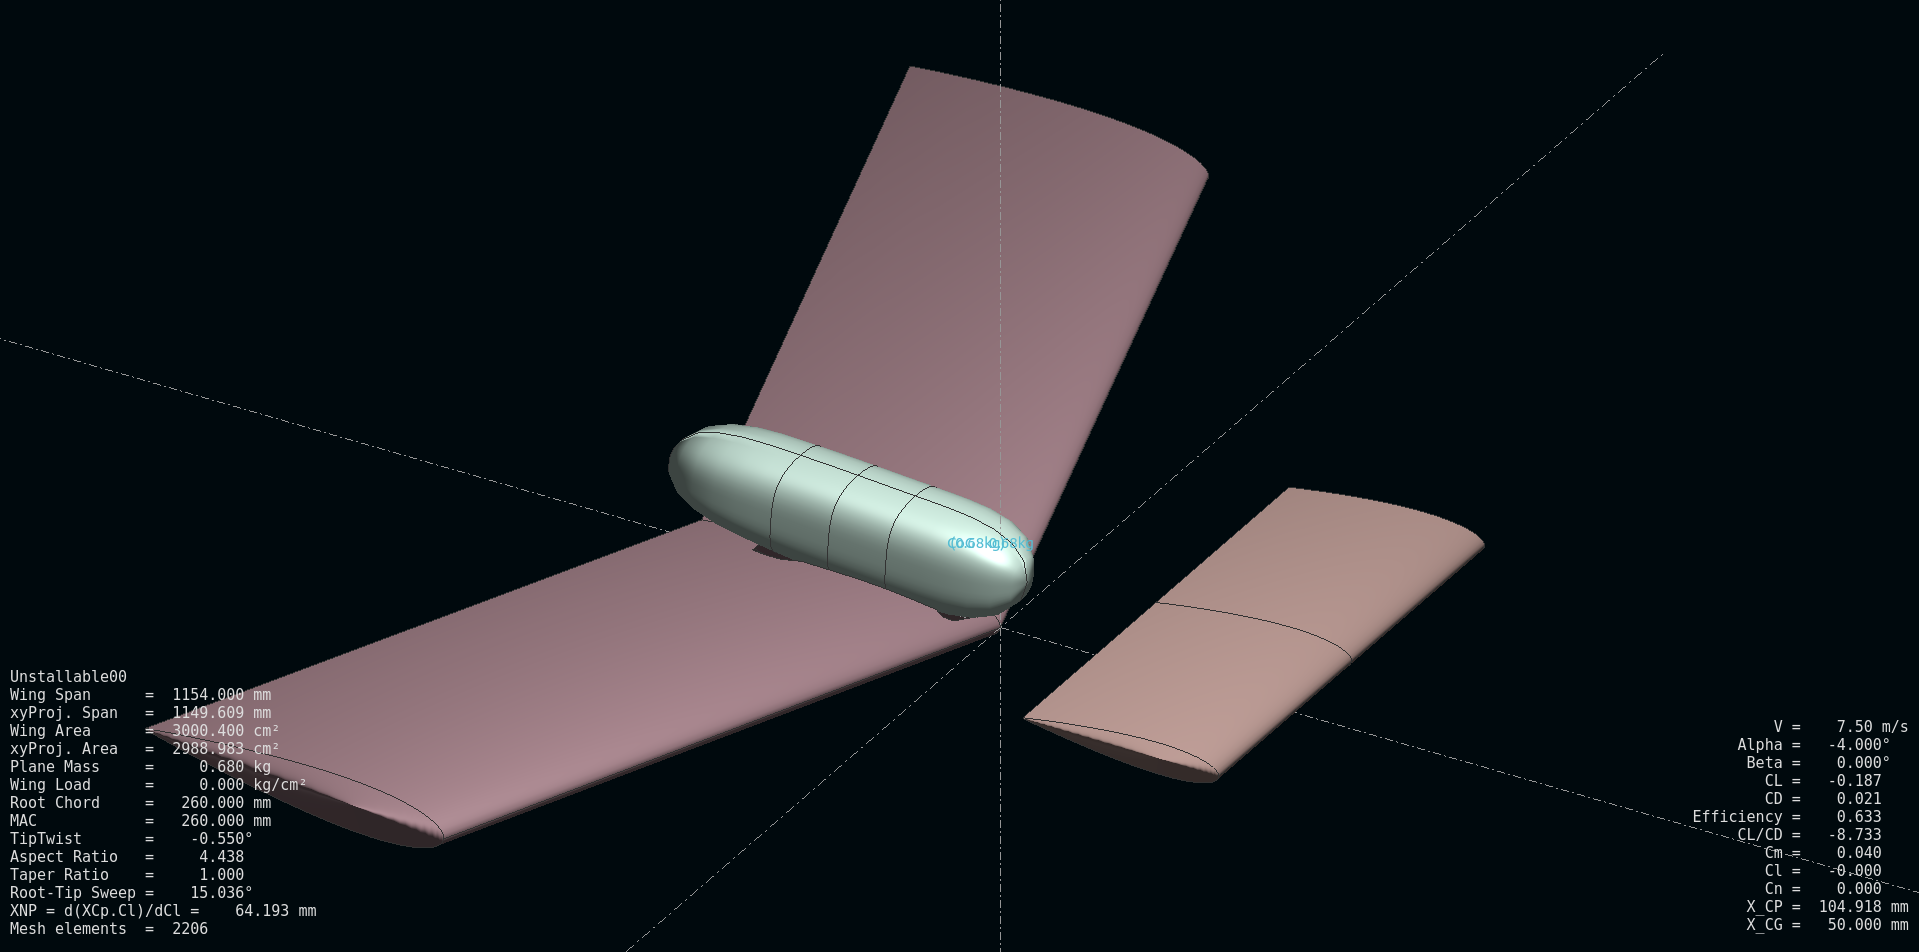 CoG (0.68kg) 0.68kg
Unstallable00
Wing Span = 1154.000 mm
xyProj. Span = 1149.609 mm
Wing Area = 3000.400 cm²
xyProj. Area = 2988.983 cm²
Plane Mass = 0.680 kg
Wing Load = 0.000 kg/cm²
Root Chord = 260.000 mm
MAC = 260.000 mm
TipTwist = -0.550°
Aspect Ratio = 4.438
Taper Ratio = 1.000
Root-Tip Sweep = 15.036°
XNP = d(XCp.Cl)/dCl = 64.193 mm
Mesh elements = 2206
V = 7.50 m/s
Alpha = -4.000°
Beta = 0.000°
CL = -0.187
CD = 0.021
Efficiency = 0.633
CL/CD = -8.733
Cm = 0.040
Cl = -0.000
Cn = 0.000
X_CP = 104.918 mm
X_CG = 50.000 mm